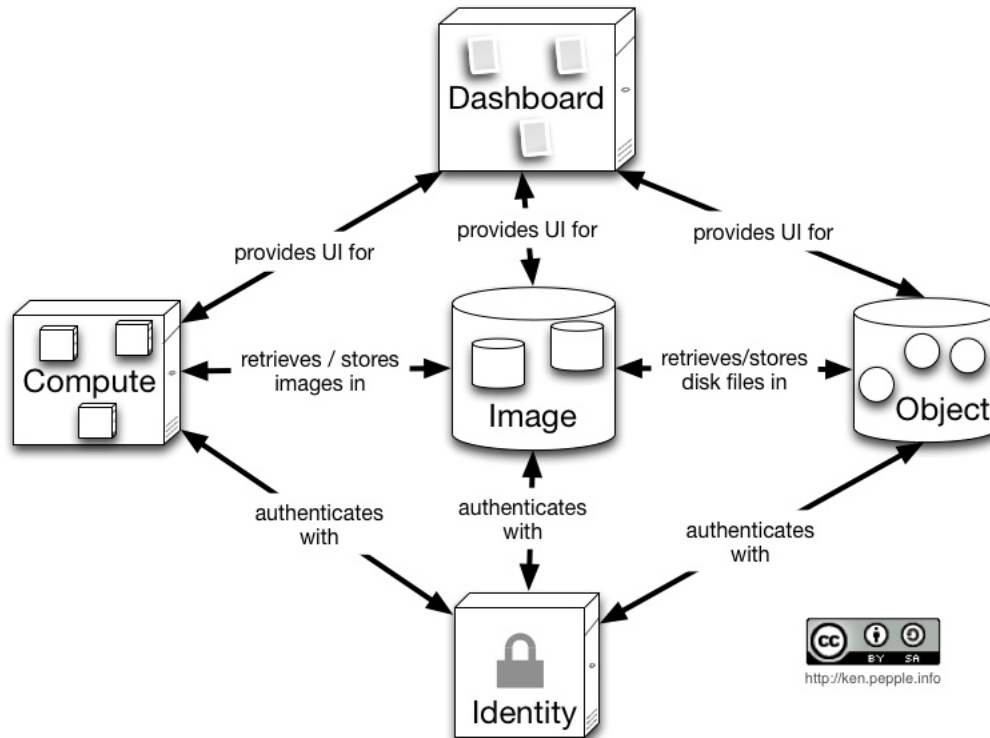 Dashboard
provides UI for
provides UI for
provides UI for
Compute
retrieves / stores
images in
Image
retrieves/stores
disk files in
Object
authenticates
with
authenticates
with
authenticates
with
Identity
cc
BY SA
http://ken.pepple.info